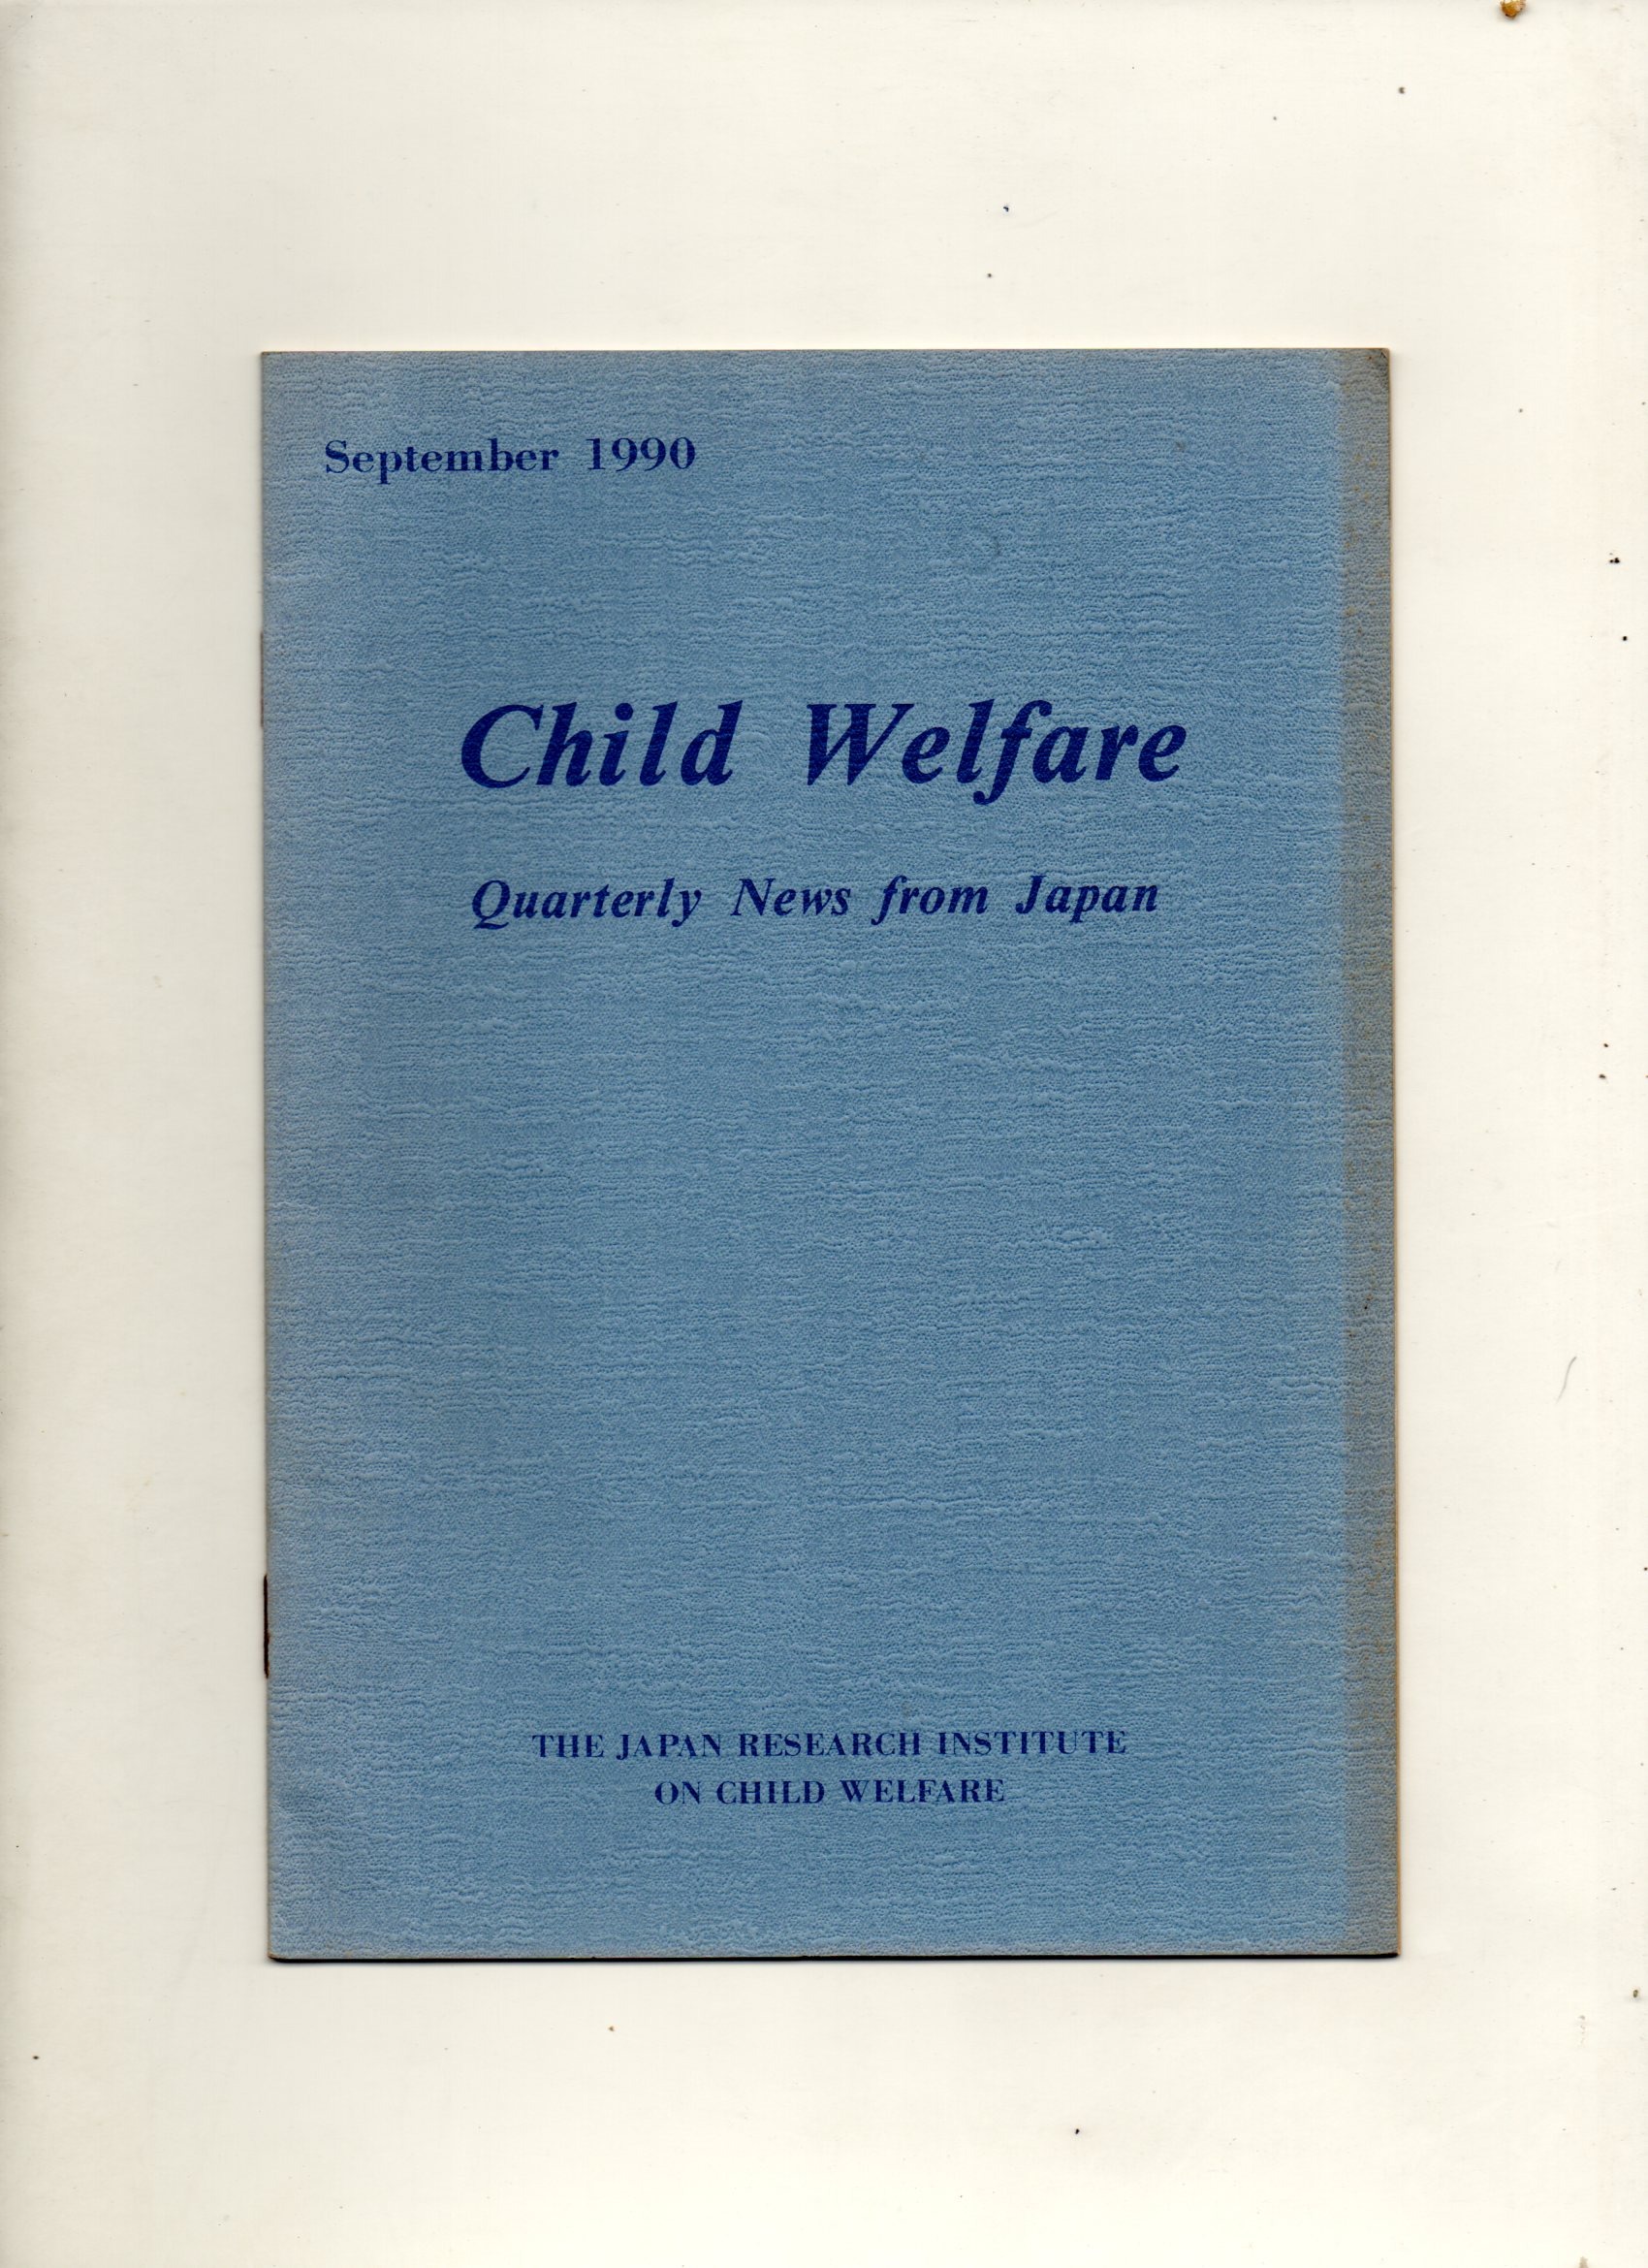 September 1990
Child Welfare
Quarterly News from Japan
THE JAPAN RESEARCH INSTITUTE
ON CHILD WELFARE